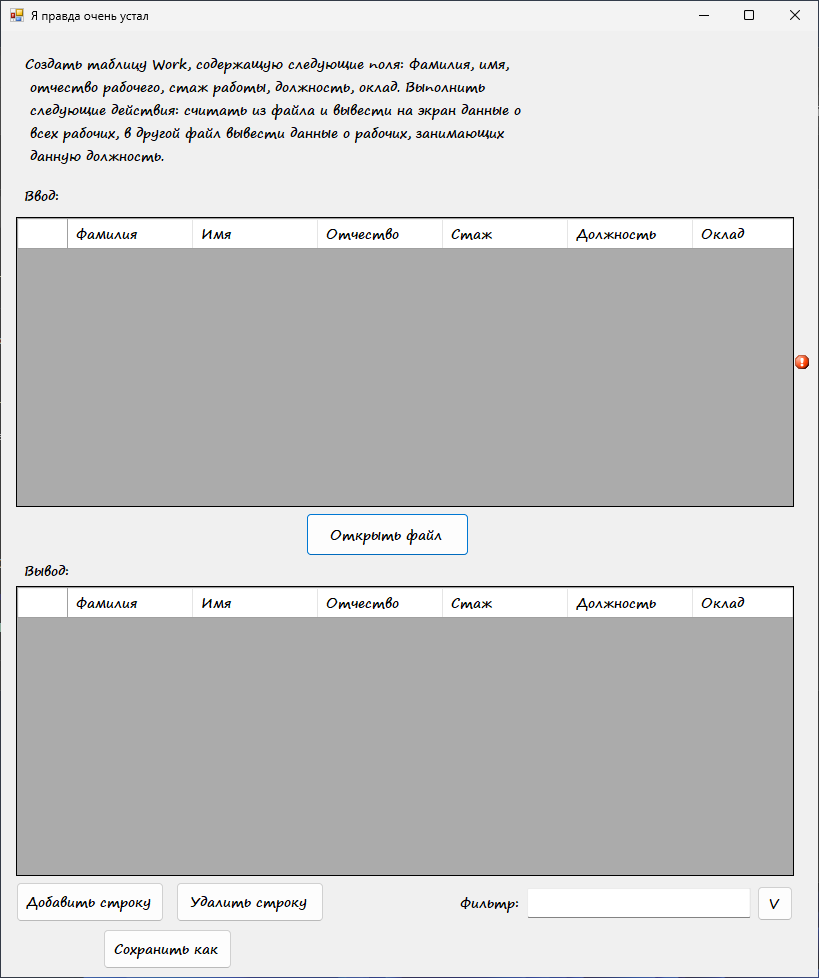 Я правда очень устал
Создать таблицу Work, содержащую следующие поля: Фамилия, имя,
отчество рабочего, стаж работы, должность, оклад. Выполнить
следующие действия: считать из файла и вывести на экран данные о
всех рабочих, в другой файл вывести данные о рабочих, занимающих
данную должность.
Ввод:
Фамилия Имя Отчество Стаж Должность Оклад
Открыть файл
Вывод:
Фамилия Имя Отчество Стаж Должность Оклад
Добавить строку Удалить строку Фильтр: V
Сохранить как